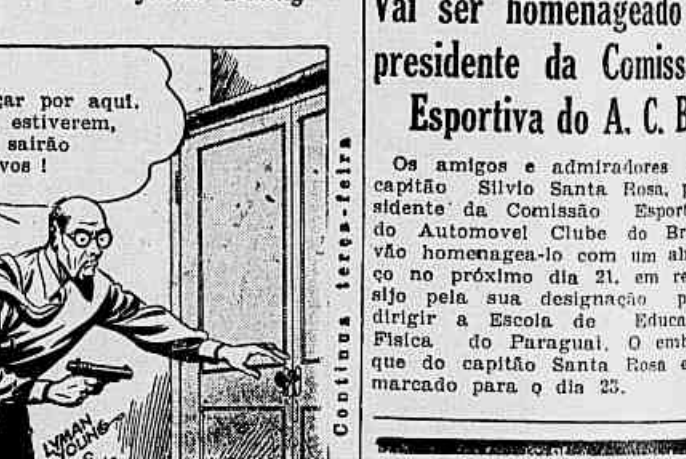 çar por aqui.
estiverem,
sairão
vos !
LYMAN
YOUNG
Continua terça-feira
Vai ser homenageado
presidente da Comiss
Esportiva do A. C. B
Os amigos e admiradores
capitão Silvio Santa Rosa, p
sidente da Comissão Esport
do Automovel Clube do Br
vão homenagea-lo com um al
ço no próximo dia 21. em re
sijo pela sua designação p
dirigir a Escola de Educa
Fisica do Paraguai. O emb
que do capitão Santa Rosa e
marcado para o dia 23.